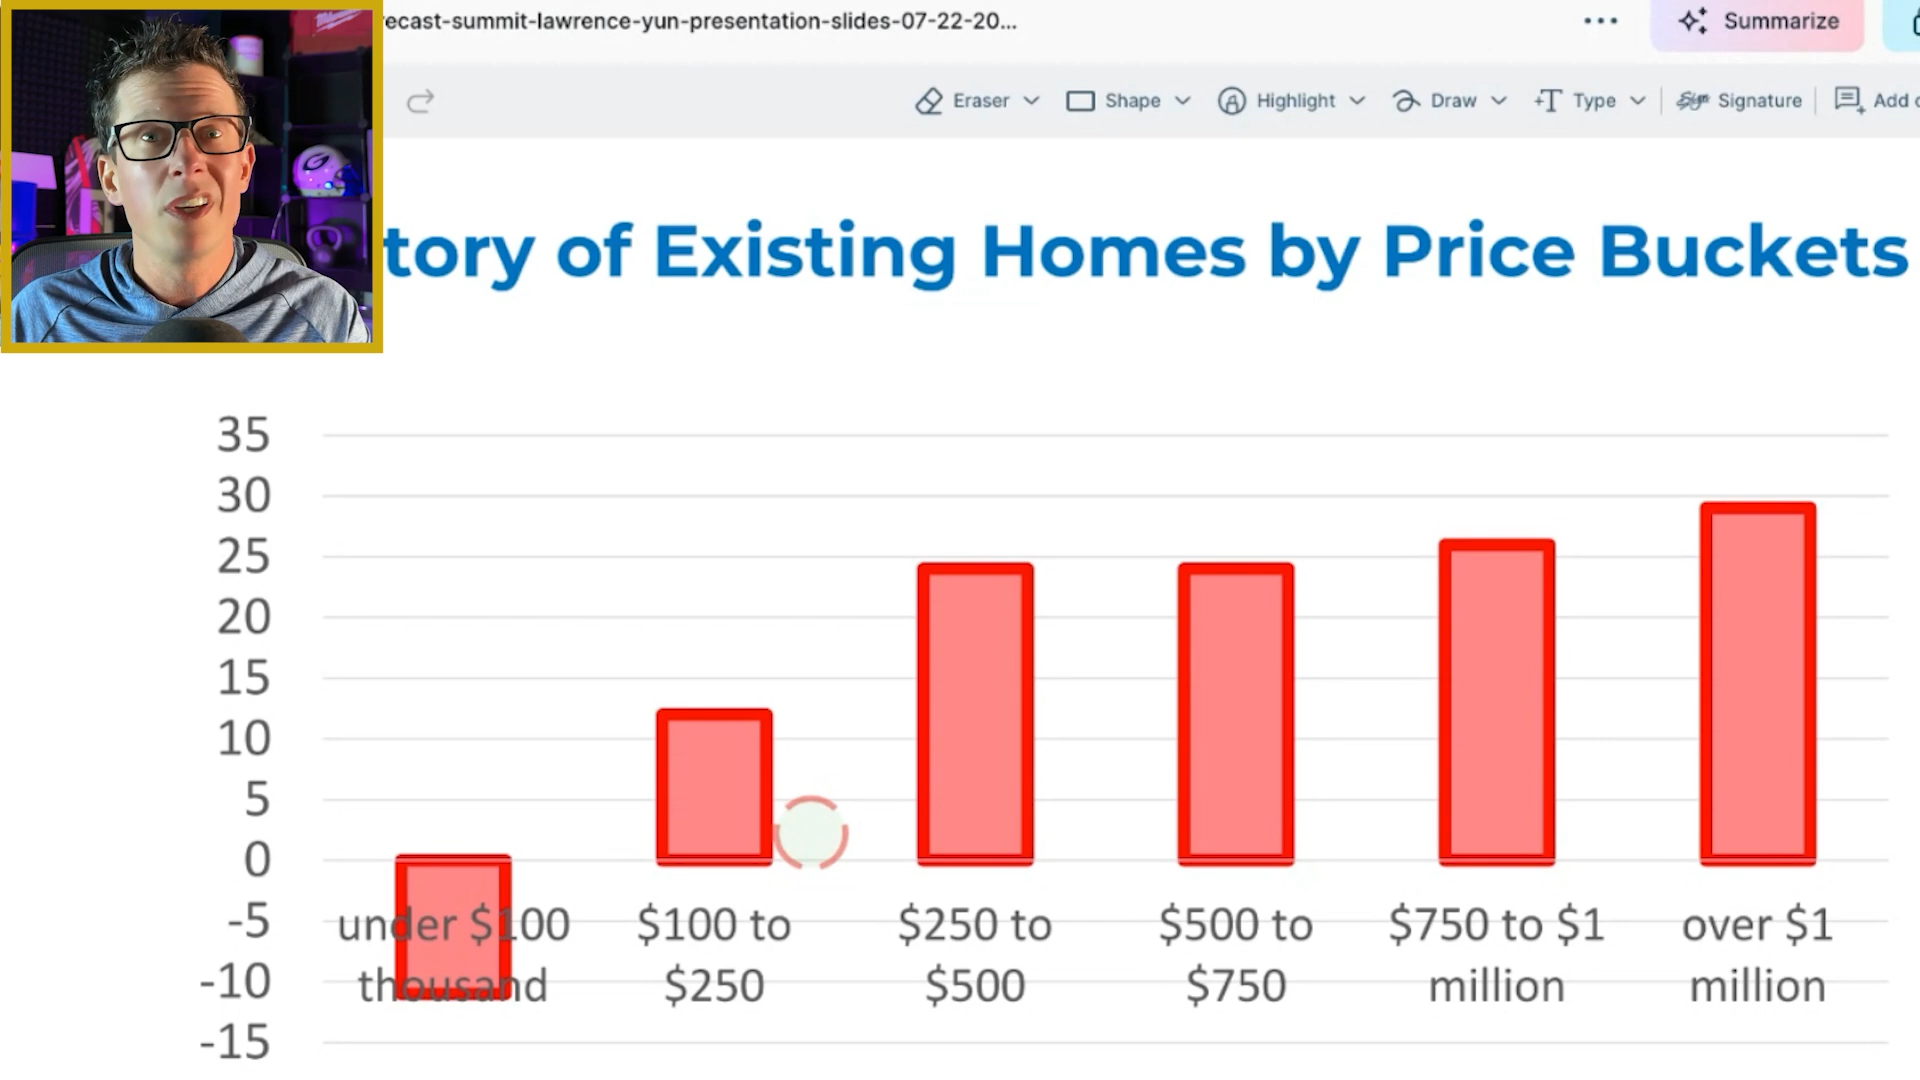 ecast-summit-lawrence-yun-presentation-slides-07-22-20...
Summarize
Eraser
Shape
Highlight
Draw
Type
Signature
Add
tory of Existing Homes by Price Buckets
35
30
25
20
15
10
5
0
-5
-10
-15
under $100 thousand
$100 to $250
$250 to $500
$500 to $750
$750 to $1 million
over $1 million